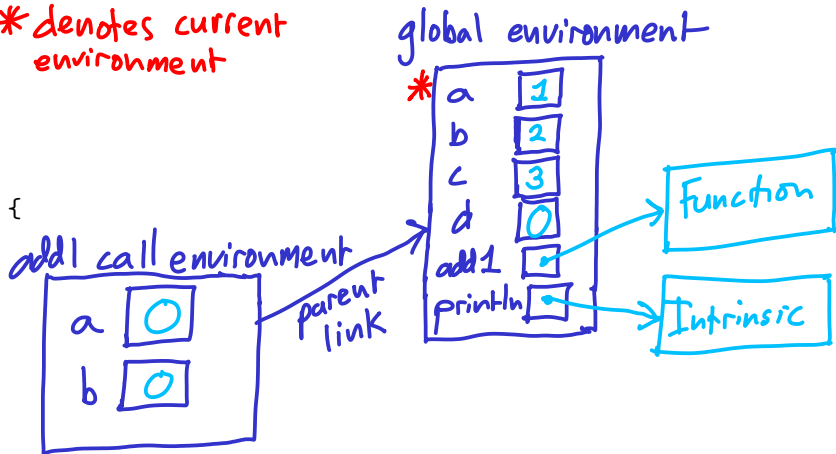 * denotes current
environment
global environment
* a 1
b 2
c 3
d 0
add1
println
Function
Intrinsic
{
add1 call environment
a 0
b 0
parent
link